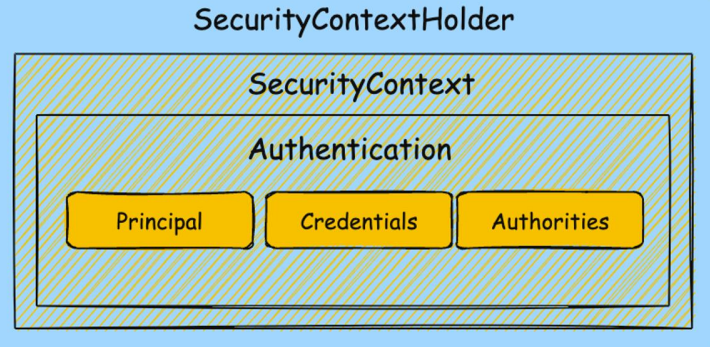 SecurityContextHolder
SecurityContext
Authentication
Principal
Credentials
Authorities